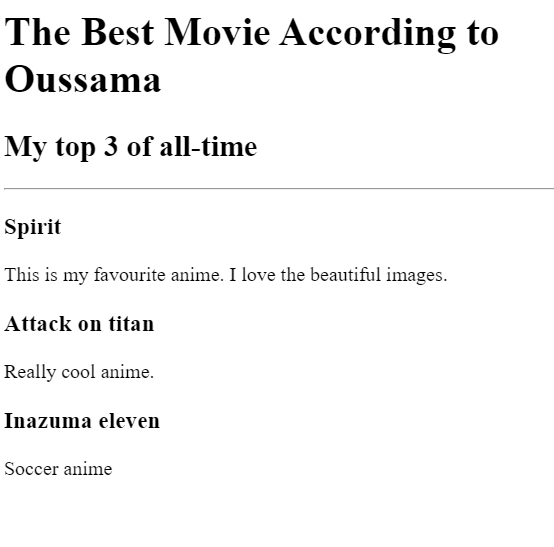 The Best Movie According to
Oussama
My top 3 of all-time
Spirit
This is my favourite anime. I love the beautiful images.
Attack on titan
Really cool anime.
Inazuma eleven
Soccer anime